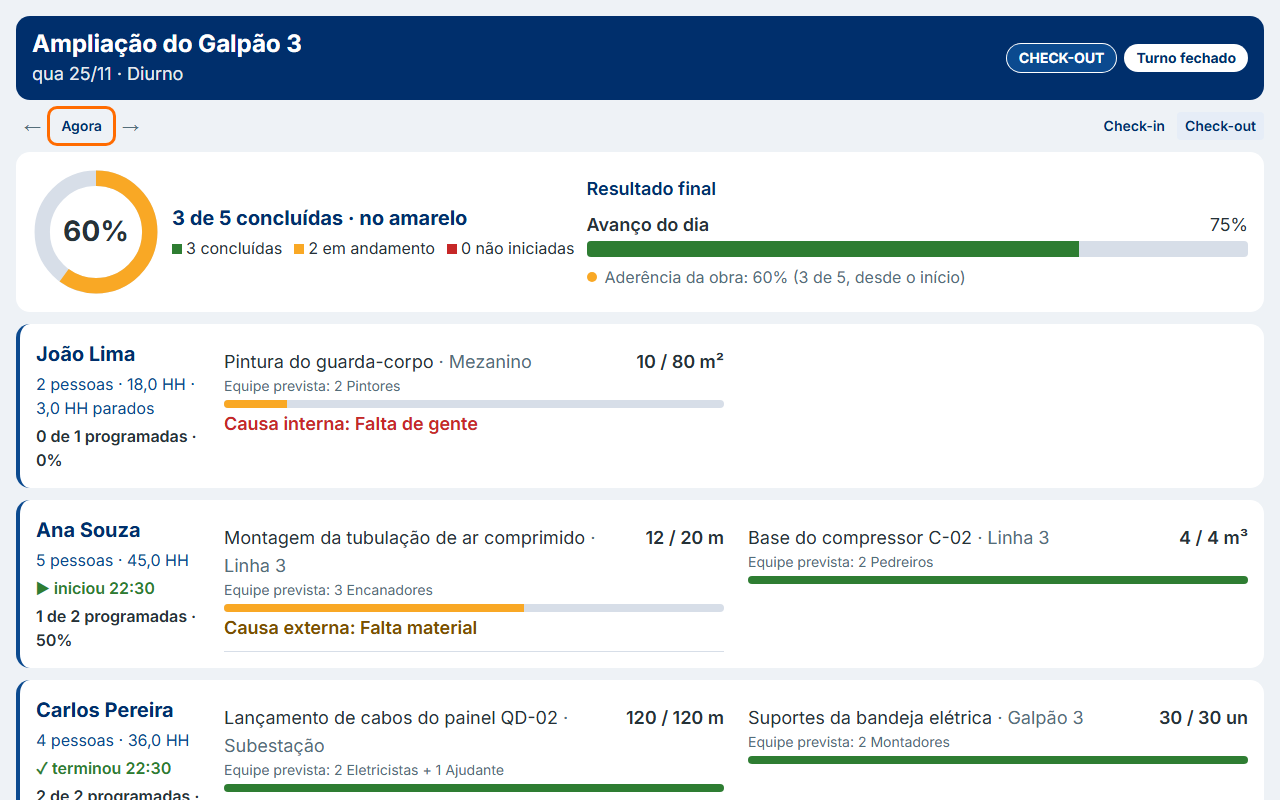 Ampliação do Galpão 3
qua 25/11 · Diurno
CHECK-OUT
Turno fechado
← Agora →
Check-in
Check-out
60%
3 de 5 concluídas · no amarelo
3 concluídas 2 em andamento 0 não iniciadas
Resultado final
Avanço do dia 75%
Aderência da obra: 60% (3 de 5, desde o início)
João Lima
2 pessoas · 18,0 HH ·
3,0 HH parados
0 de 1 programadas ·
0%
Pintura do guarda-corpo · Mezanino 10 / 80 m²
Equipe prevista: 2 Pintores
Causa interna: Falta de gente
Ana Souza
5 pessoas · 45,0 HH
▶ iniciou 22:30
1 de 2 programadas ·
50%
Montagem da tubulação de ar comprimido · 12 / 20 m
Linha 3
Equipe prevista: 3 Encanadores
Causa externa: Falta material
Base do compressor C-02 · Linha 3 4 / 4 m³
Equipe prevista: 2 Pedreiros
Carlos Pereira
4 pessoas · 36,0 HH
✓ terminou 22:30
2 de 2 programadas ·
Lançamento de cabos do painel QD-02 · 120 / 120 m
Subestação
Equipe prevista: 2 Eletricistas + 1 Ajudante
Suportes da bandeja elétrica · Galpão 3 30 / 30 un
Equipe prevista: 2 Montadores